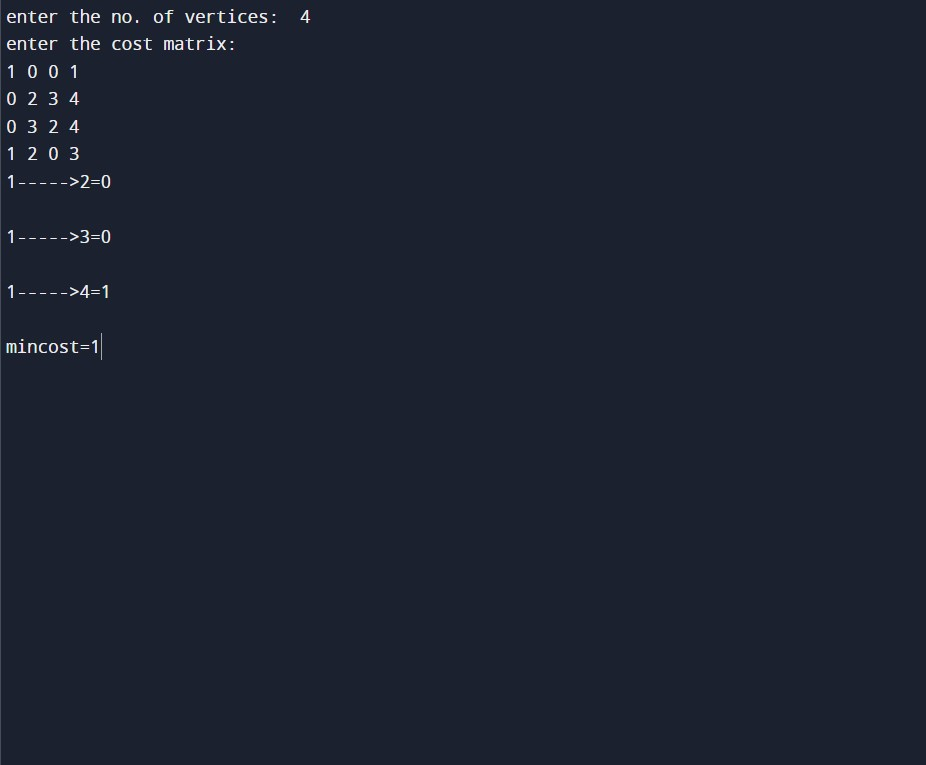 enter the no. of vertices:  4
enter the cost matrix:
1 0 0 1
0 2 3 4
0 3 2 4
1 2 0 3
1----->2=0
1----->3=0
1----->4=1
mincost=1